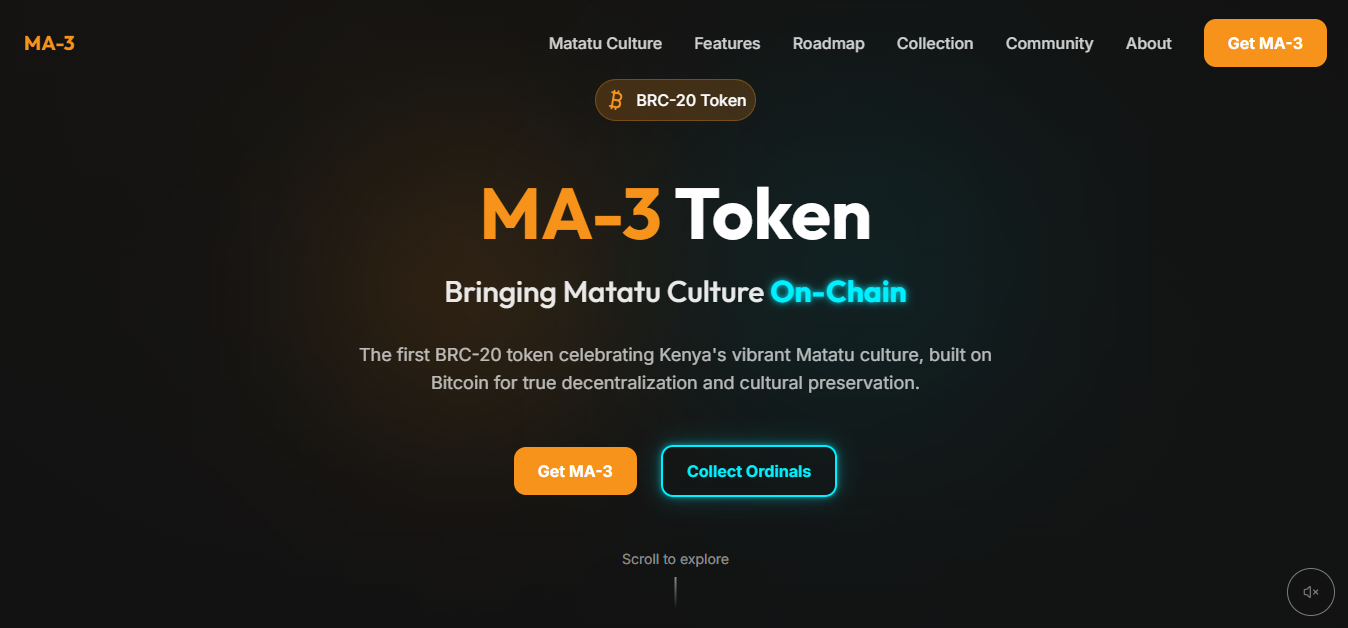 MA-3
Matatu Culture
Features
Roadmap
Collection
Community
About
Get MA-3
BRC-20 Token
MA-3 Token
Bringing Matatu Culture On-Chain
The first BRC-20 token celebrating Kenya's vibrant Matatu culture, built on
Bitcoin for true decentralization and cultural preservation.
Get MA-3
Collect Ordinals
Scroll to explore